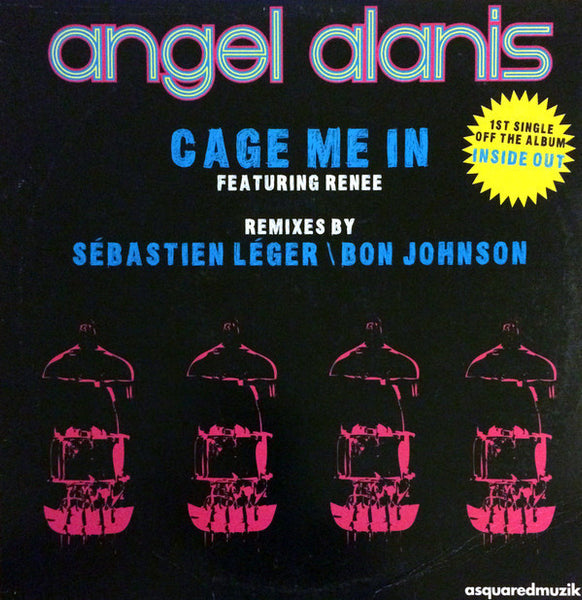 angel alanis
CAGE ME IN
FEATURING RENEE
1ST SINGLE
OFF THE ALBUM
INSIDE OUT
REMIXES BY
SÉBASTIEN LÉGER \ BON JOHNSON
asquaredmuzik